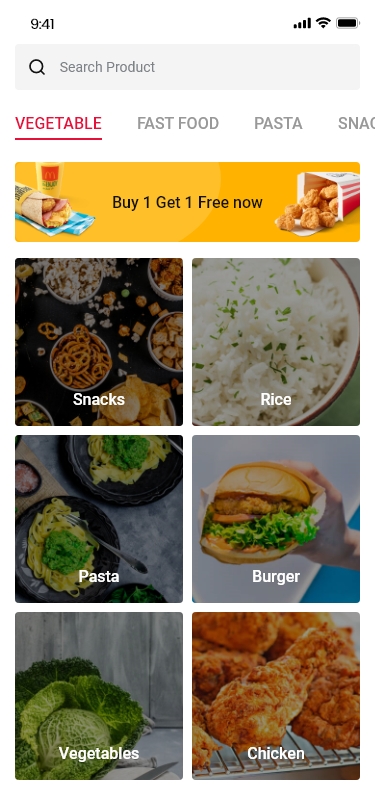 9:41
Search Product
VEGETABLE FAST FOOD PASTA SNAC
Buy 1 Get 1 Free now
Snacks Rice
Pasta Burger
Vegetables Chicken